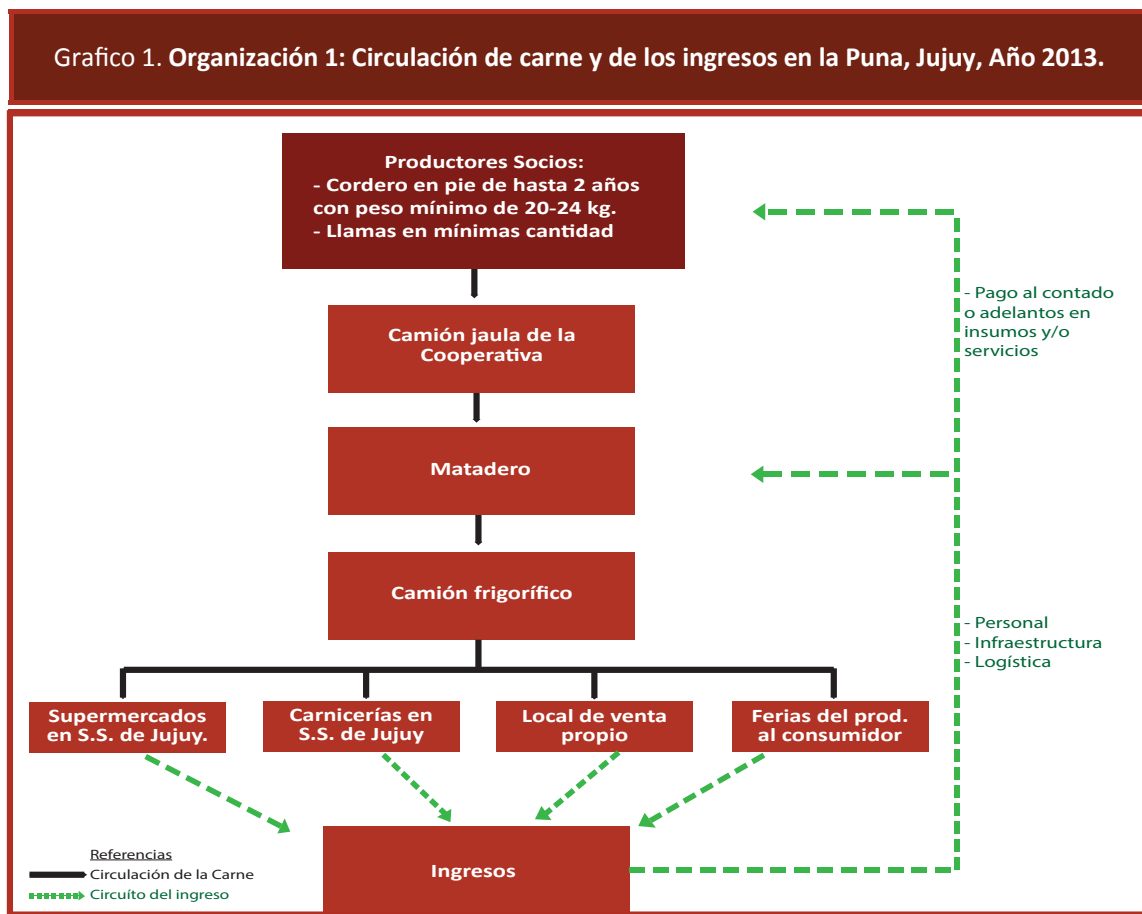 Grafico 1. Organización 1: Circulación de carne y de los ingresos en la Puna, Jujuy, Año 2013.
Productores Socios:
- Cordero en pie de hasta 2 años
con peso mínimo de 20-24 kg.
- Llamas en mínimas cantidad
- Pago al contado
o adelantos en
insumos y/o
servicios
Camión jaula de la
Cooperativa
Matadero
Camión frigorífico
- Personal
- Infraestructura
- Logística
Supermercados
en S.S. de Jujuy.
Carnicerías en
S.S. de Jujuy
Local de venta
propio
Ferias del prod.
al consumidor
Ingresos
Referencias
Circulación de la Carne
Circuíto del ingreso